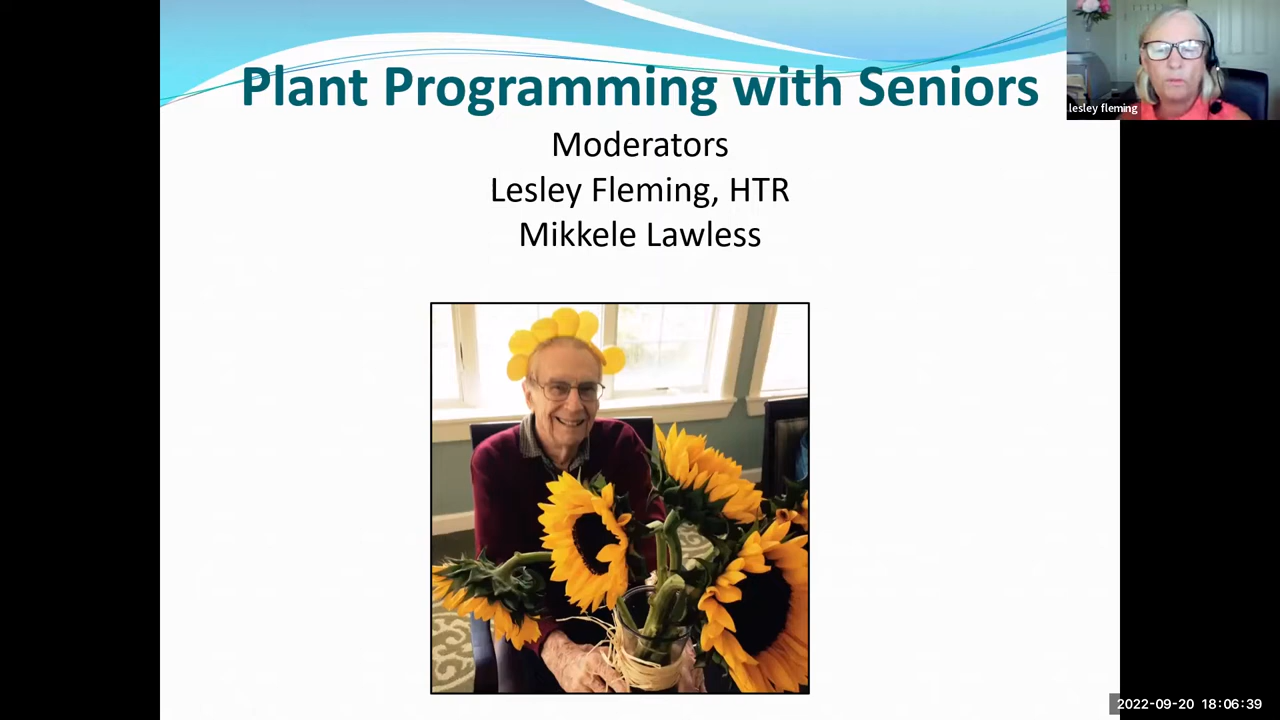 Plant Programming with Seniors
Moderators
Lesley Fleming, HTR
Mikkele Lawless
lesley fleming
2022-09-20 18:06:39